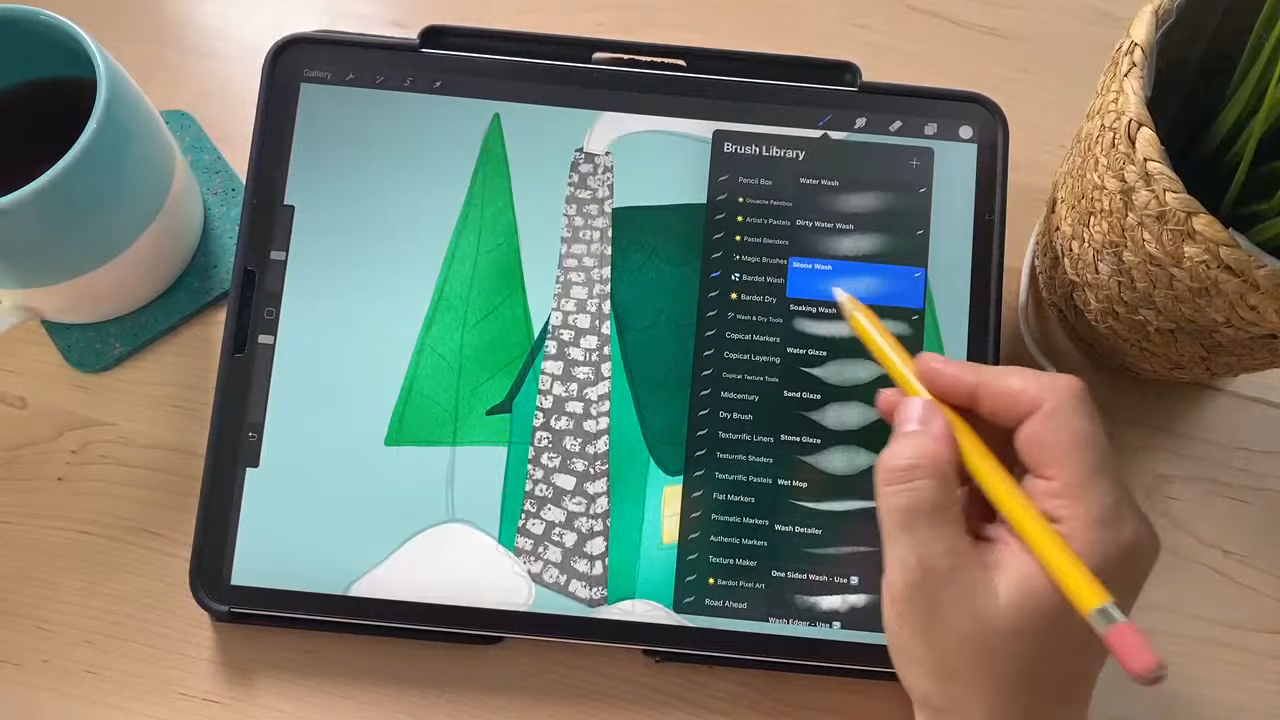 Gallery
Brush Library
Pencil Box
Gouache Paintbox
Artist's Pastels
Pastel Blenders
Magic Brushes
Bardot Wash
Bardot Dry
Wash & Dry Tools
Copicat Markers
Copicat Layering
Copicat Texture Tools
Midcentury
Dry Brush
Texturrific Liners
Texturrific Shaders
Texturrific Pastels
Flat Markers
Prismatic Markers
Authentic Markers
Texture Maker
Bardot Pixel Art
Road Ahead
Water Wash
Dirty Water Wash
Stone Wash
Soaking Wash
Water Glaze
Sand Glaze
Stone Glaze
Wet Mop
Wash Detailer
One Sided Wash - Use
Wash Edger - Use